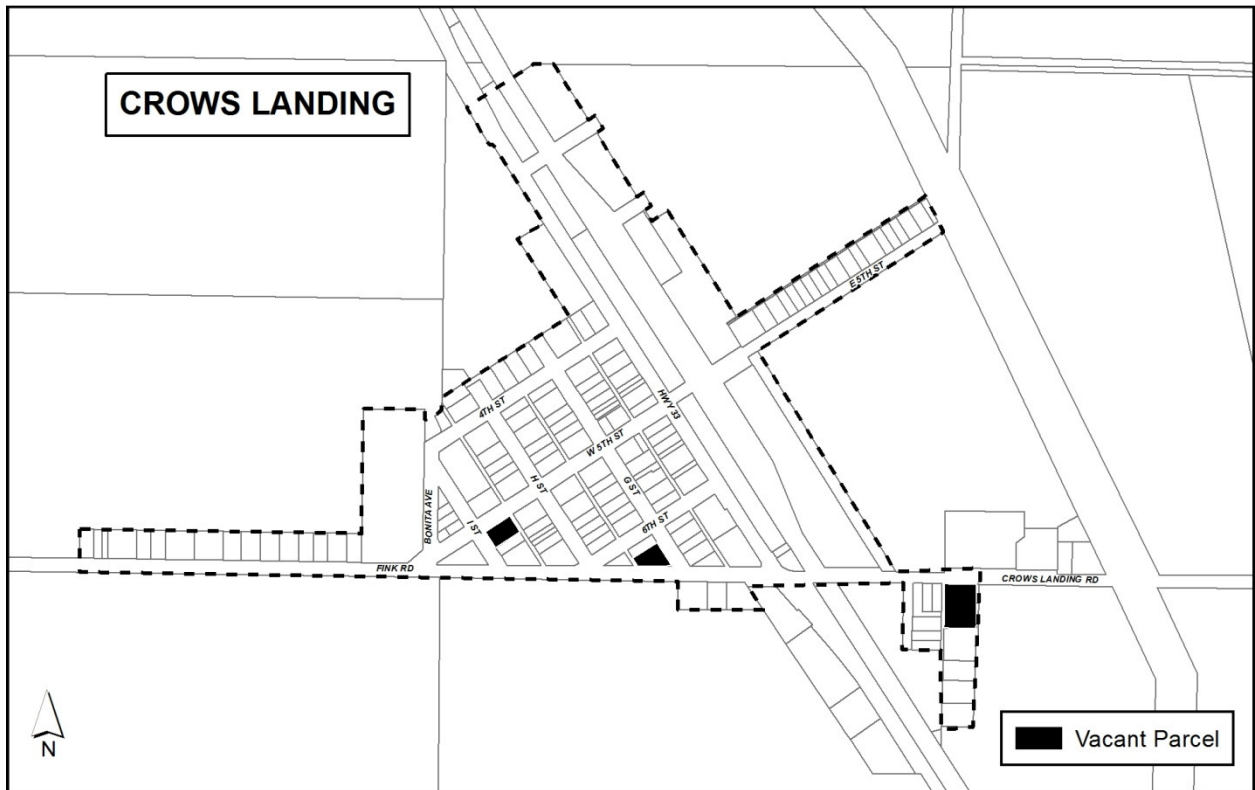 CROWS LANDING
E 5TH ST
4TH ST
HWY 33
W 5TH ST
H ST
G ST
BONITA AVE
I ST
6TH ST
FINK RD
CROWS LANDING RD
N
Vacant Parcel